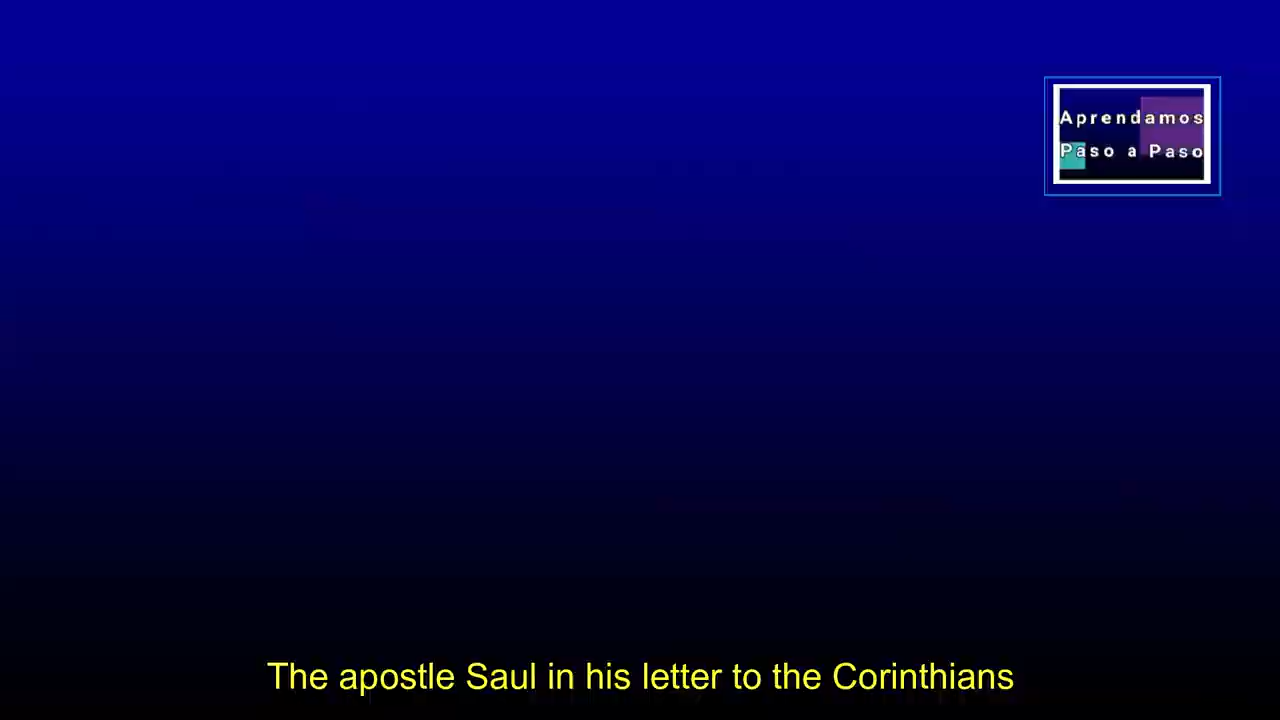 Aprendamos
Paso a Paso
The apostle Saul in his letter to the Corinthians